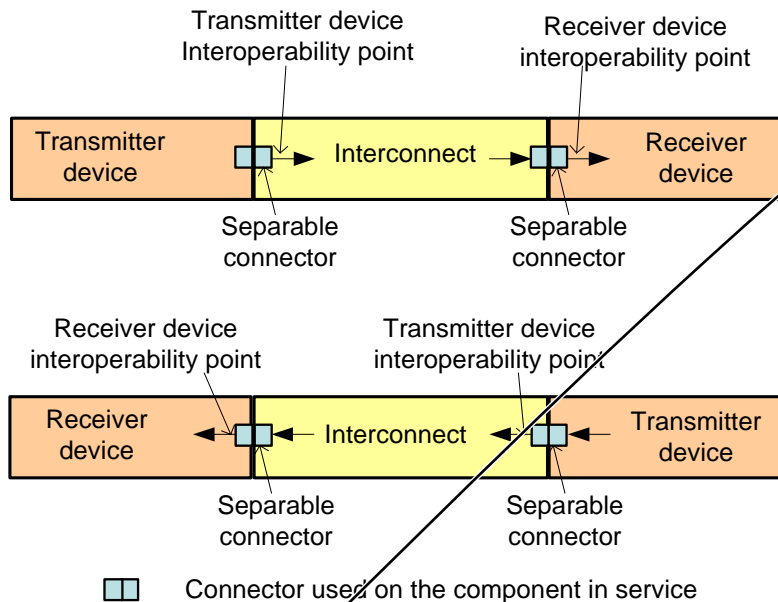 Transmitter device
Interoperability point
Receiver device
interoperability point
Transmitter
device
Interconnect
Receiver
device
Separable
connector
Separable
connector
Receiver device
interoperability point
Transmitter device
interoperability point
Receiver
device
Interconnect
Transmitter
device
Separable
connector
Separable
connector
Connector used on the component in service